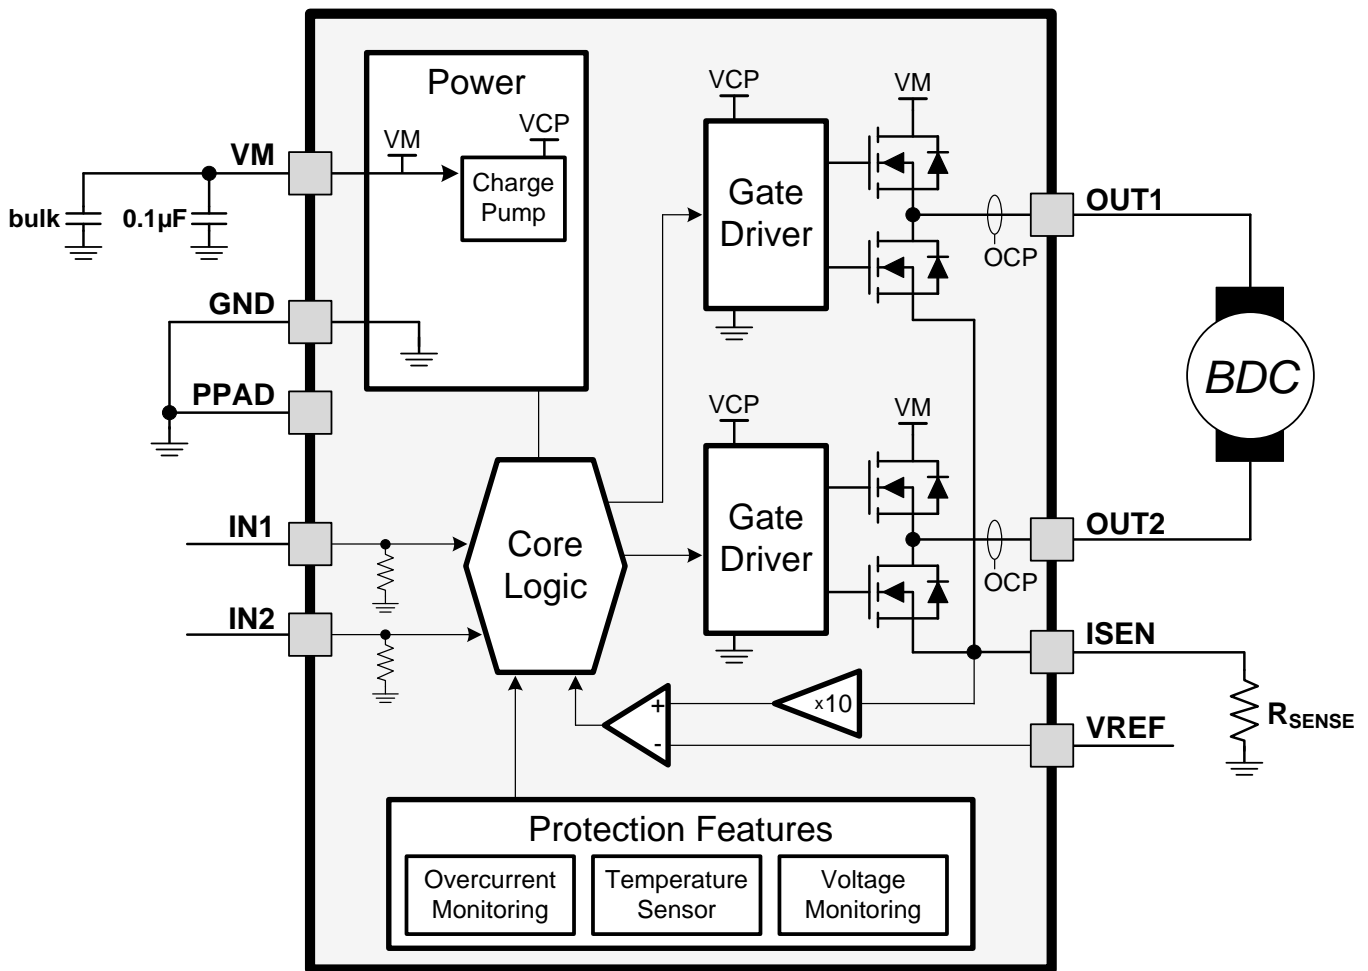 Power
VCP
VM
VCP
VM
VM
Charge
Pump
Gate
Driver
bulk
0.1µF
OUT1
OCP
GND
BDC
PPAD
VCP
VM
IN1
Core
Logic
Gate
Driver
OUT2
OCP
IN2
ISEN
x10
+
-
VREF
RSENSE
Protection Features
Overcurrent
Monitoring
Temperature
Sensor
Voltage
Monitoring